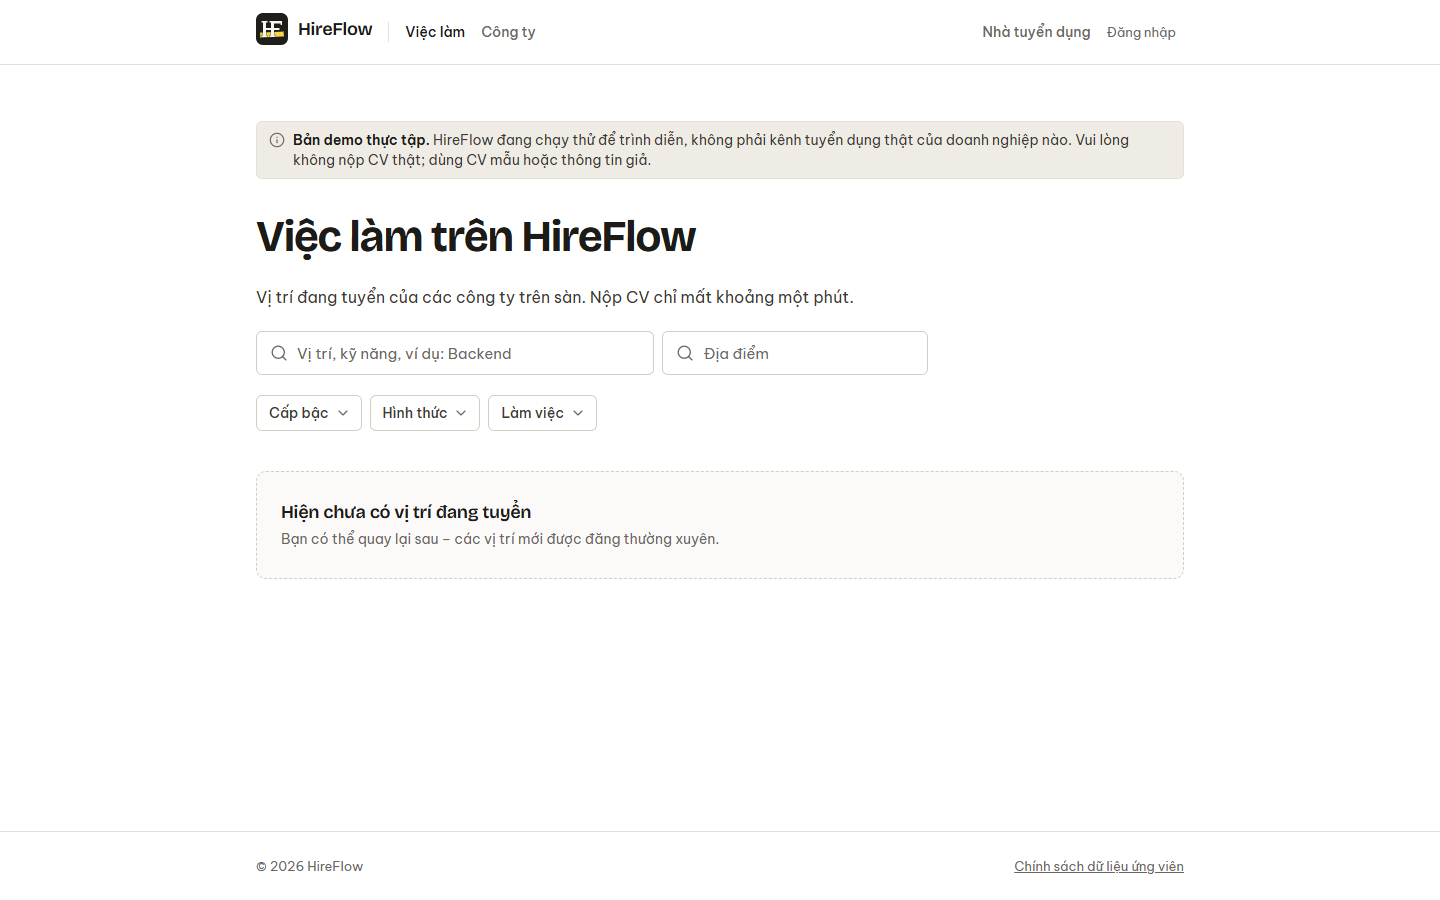 HF HireFlow Việc làm Công ty Nhà tuyển dụng Đăng nhập
Bản demo thực tập. HireFlow đang chạy thử để trình diễn, không phải kênh tuyển dụng thật của doanh nghiệp nào. Vui lòng
không nộp CV thật; dùng CV mẫu hoặc thông tin giả.
Việc làm trên HireFlow
Vị trí đang tuyển của các công ty trên sàn. Nộp CV chỉ mất khoảng một phút.
Vị trí, kỹ năng, ví dụ: Backend Địa điểm
Cấp bậc Hình thức Làm việc
Hiện chưa có vị trí đang tuyển
Bạn có thể quay lại sau – các vị trí mới được đăng thường xuyên.
© 2026 HireFlow Chính sách dữ liệu ứng viên